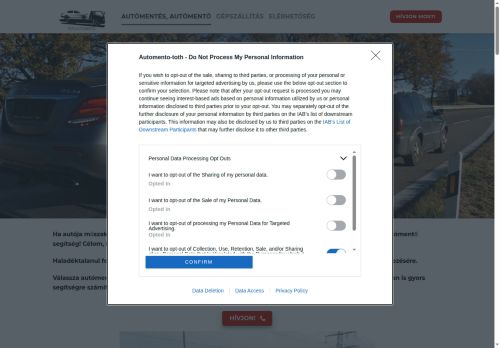 AUTÓMENTÉS, AUTÓMENTŐ GÉPSZÁLLÍTÁS ELÉRHETŐSÉG HÍVJON MOST!
Automento-toth - Do Not Process My Personal Information
If you wish to opt-out of the sale, sharing to third parties, or processing of your personal or
sensitive information for targeted advertising by us, please use the below opt-out section to
confirm your selection. Please note that after your opt-out request is processed you may
continue seeing interest-based ads based on personal information utilized by us or personal
information disclosed to third parties prior to your opt-out. You may separately opt-out of the
further disclosure of your personal information by third parties on the IAB's list of downstream
participants. This information may also be disclosed by us to third parties on the IAB's List of
Downstream Participants that may further disclose it to other third parties.
Personal Data Processing Opt Outs
I want to opt-out of the Sharing of my personal data.
Opted In
I want to opt-out of the Sale of my Personal Data.
Opted In
I want to opt-out of processing my Personal Data for Targeted
Advertising.
Opted In
I want to opt-out of Collection, Use, Retention, Sale, and/or Sharing
CONFIRM
Data Deletion Data Access Privacy Policy
Ha autója
segítség!
Haladéktalanul
Válassza
segítségre
HÍVJON!